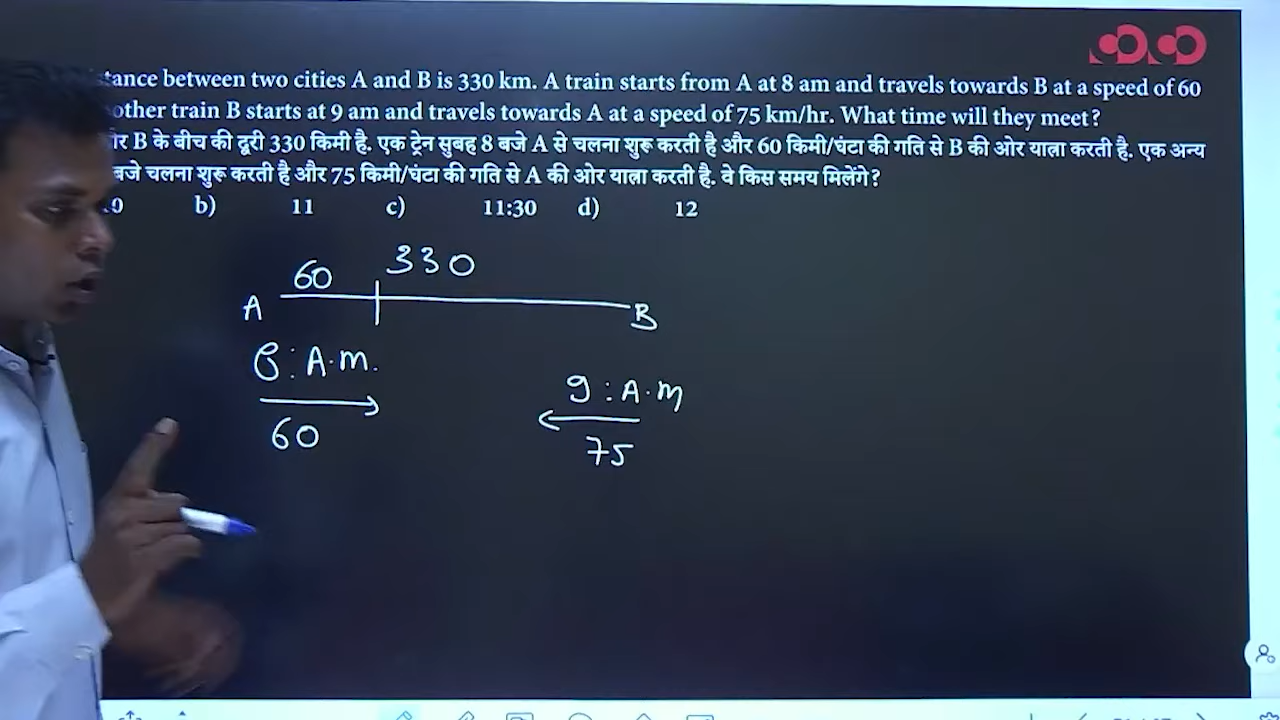 tance between two cities A and B is 330 km. A train starts from A at 8 am and travels towards B at a speed of 60
other train B starts at 9 am and travels towards A at a speed of 75 km/hr. What time will they meet?
र B के बीच की दूरी 330 किमी है. एक ट्रेन सुबह 8 बजे A से चलना शुरू करती है और 60 किमी/घंटा की गति से B की ओर यात्रा करती है. एक अन्य
बजे चलना शुरू करती है और 75 किमी/घंटा की गति से A की ओर यात्रा करती है. वे किस समय मिलेंगे?
0 b) 11 c) 11:30 d) 12
60 330
A B
8: A.M.
9: A.M
60
75